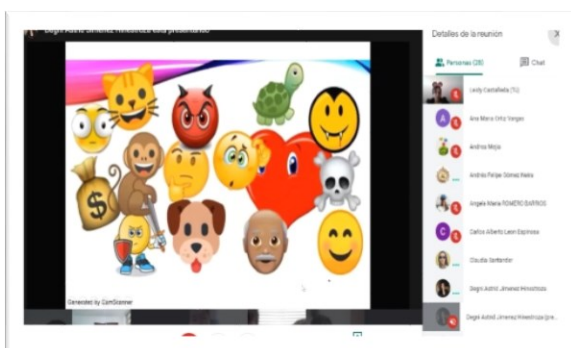 Degni Astrid Jimenez Hinestroza está presentando
Detalles de la reunión
Personas (28)
Chat
Leidy Castañeda (Tú)
A
Ana Maria Ortiz Vargas
Andrea Mejia
Andrés Felipe Gómez
Angela Maria ROMERO BARRIOS
C
Carlos Alberto Leon Espinosa
Claudia Santander
Degni Astrid Jimenez Hinestroza
Degni Astrid Jimenez Hinestroza (pre...
$
Generated by CamScanner